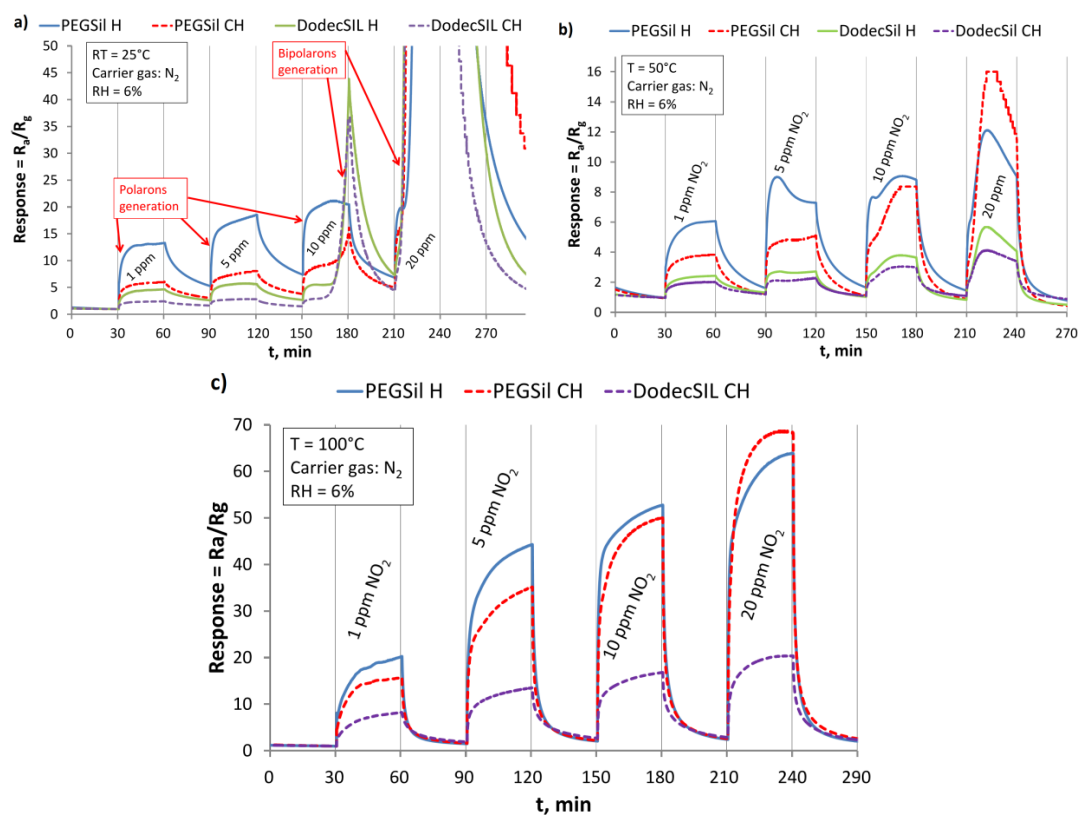 a)
PEGSil H PEGSil CH DodecSIL H DodecSIL CH
RT = 25°C
Carrier gas: N₂
RH = 6%
Bipolarons
generation
Polarons
generation
1 ppm
5 ppm
10 ppm
20 ppm
Response = Rₐ/R_g
50
45
40
35
30
25
20
15
10
5
0
0 30 60 90 120 150 180 210 240 270
t, min
b)
PEGSil H PEGSil CH DodecSil H DodecSil CH
T = 50°C
Carrier gas: N₂
RH = 6%
1 ppm NO₂
5 ppm NO₂
10 ppm NO₂
20 ppm
Response = Rₐ/R_g
16
14
12
10
8
6
4
2
0
0 30 60 90 120 150 180 210 240 270
t, min
c)
PEGSil H PEGSil CH DodecSIL CH
T = 100°C
Carrier gas: N₂
RH = 6%
1 ppm NO₂
5 ppm NO₂
10 ppm NO₂
20 ppm NO₂
Response = Ra/Rg
70
60
50
40
30
20
10
0
0 30 60 90 120 150 180 210 240 290
t, min